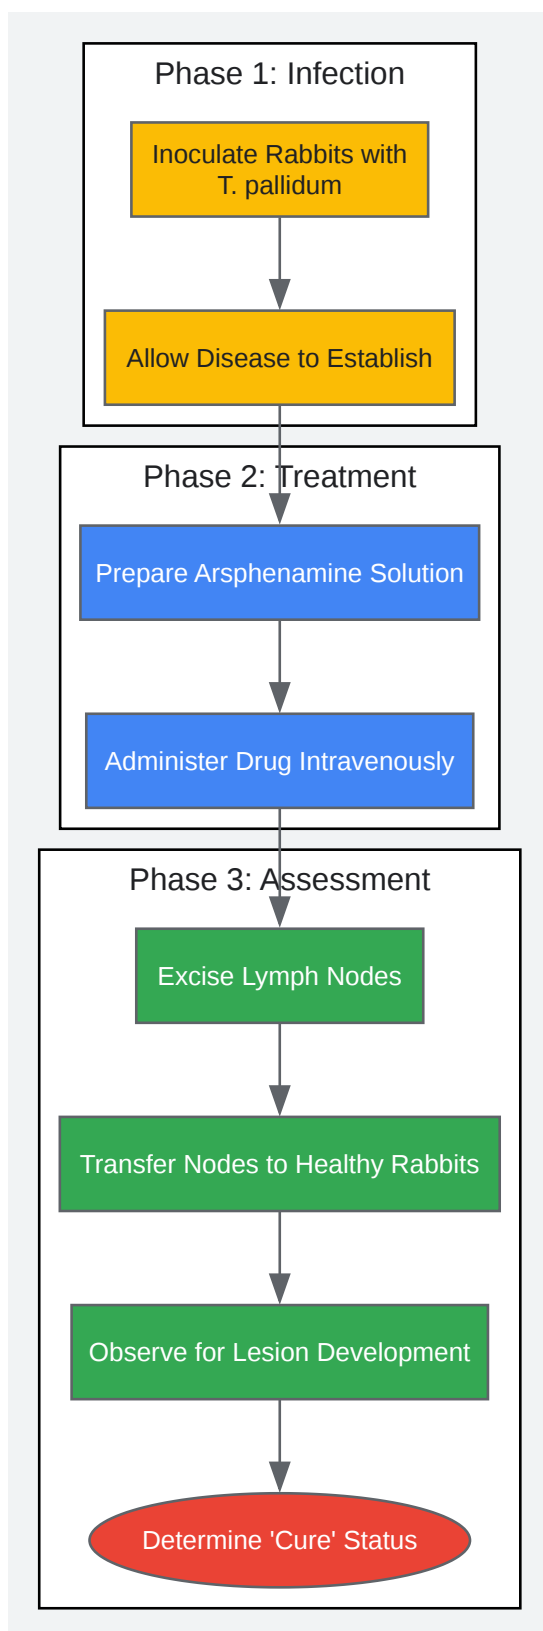 Phase 1: Infection
Inoculate Rabbits with
T. pallidum
Allow Disease to Establish
Phase 2: Treatment
Prepare Arsphenamine Solution
Administer Drug Intravenously
Phase 3: Assessment
Excise Lymph Nodes
Transfer Nodes to Healthy Rabbits
Observe for Lesion Development
Determine 'Cure' Status